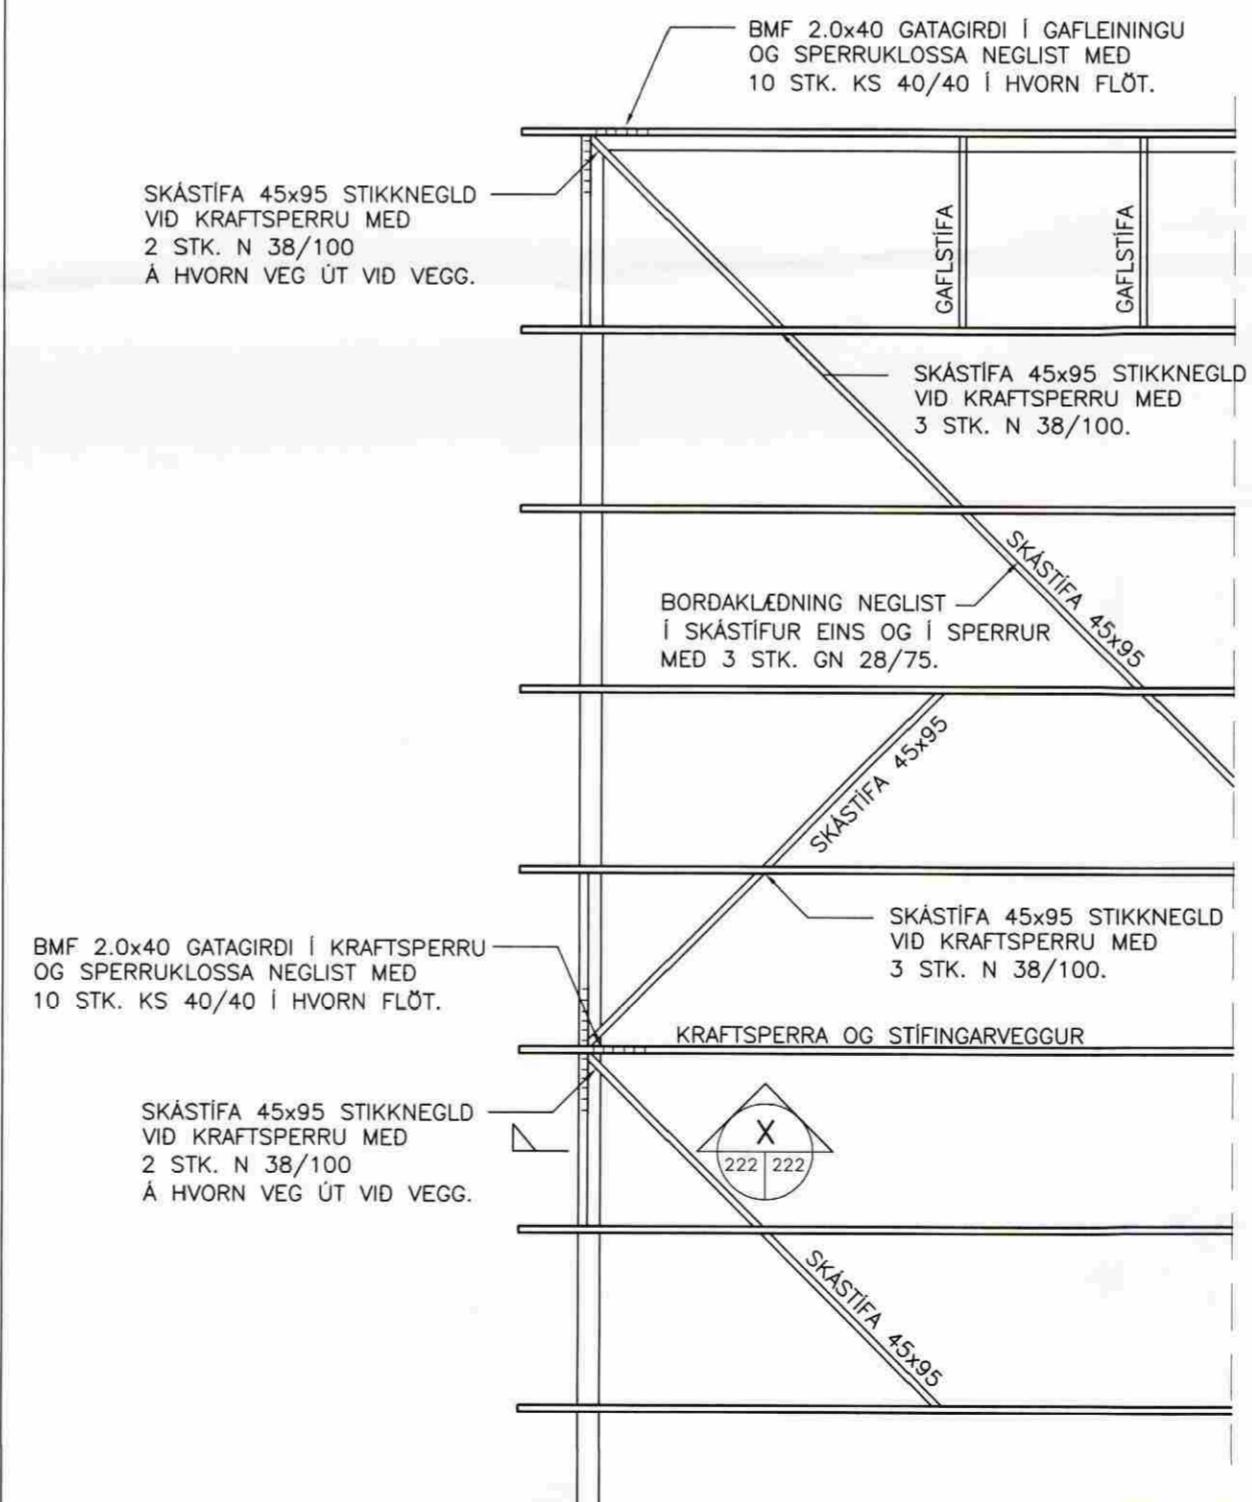 BMF 2.0x40 GATAGIRÐI Í GAFLEININGU
OG SPERRUKLOSSA NEGLIST MEÐ
10 STK. KS 40/40 Í HVORN FLÖT.
SKÁSTÍFA 45x95 STIKKNEGLD
VIÐ KRAFTSPERRU MEÐ
2 STK. N 38/100
Á HVORN VEG ÚT VIÐ VEGG.
GAFLSTÍFA
GAFLSTÍFA
SKÁSTÍFA 45x95 STIKKNEGLD
VIÐ KRAFTSPERRU MEÐ
3 STK. N 38/100.
SKÁSTÍFA 45x95
BORÐAKLÆÐNING NEGLIST
Í SKÁSTÍFUR EINS OG Í SPERRUR
MEÐ 3 STK. GN 28/75.
SKÁSTÍFA 45x95
SKÁSTÍFA 45x95 STIKKNEGLD
VIÐ KRAFTSPERRU MEÐ
3 STK. N 38/100.
BMF 2.0x40 GATAGIRÐI Í KRAFTSPERRU
OG SPERRUKLOSSA NEGLIST MEÐ
10 STK. KS 40/40 Í HVORN FLÖT.
KRAFTSPERRA OG STÍFINGARVEGGUR
SKÁSTÍFA 45x95 STIKKNEGLD
VIÐ KRAFTSPERRU MEÐ
2 STK. N 38/100
Á HVORN VEG ÚT VIÐ VEGG.
X
222 222
SKÁSTÍFA 45x95